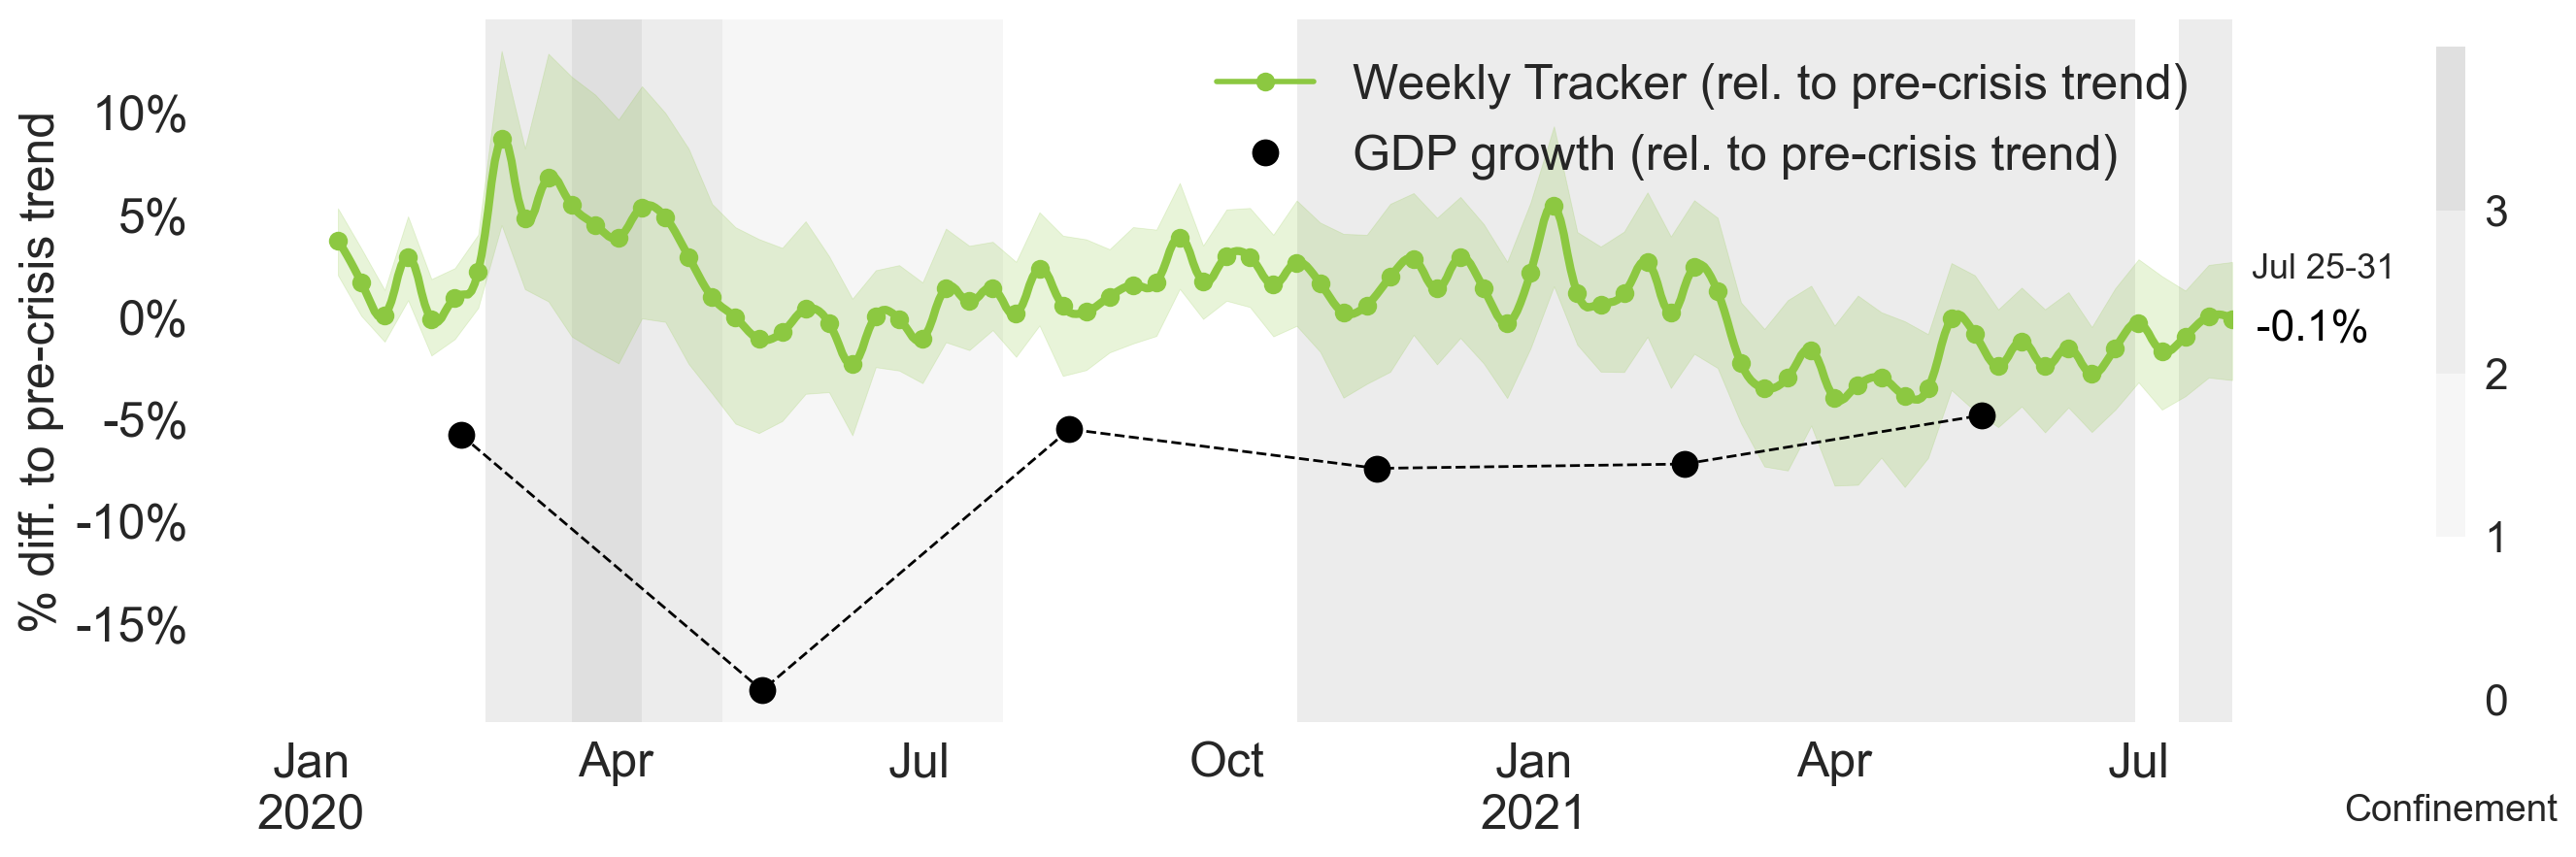 Weekly Tracker (rel. to pre-crisis trend)
GDP growth (rel. to pre-crisis trend)
% diff. to pre-crisis trend
10%
5%
0%
-5%
-10%
-15%
Jul 25-31
-0.1%
3
2
1
0
Jan
2020
Apr
Jul
Oct
Jan
2021
Apr
Jul
Confinement